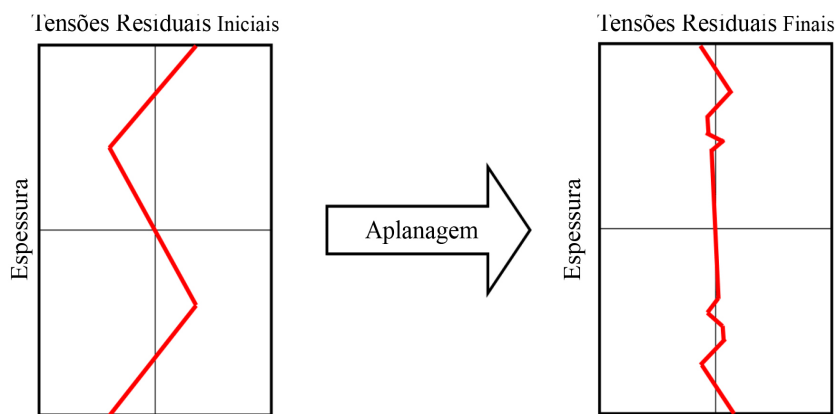 Tensões Residuais Iniciais
Espessura
Aplanagem
Tensões Residuais Finais
Espessura